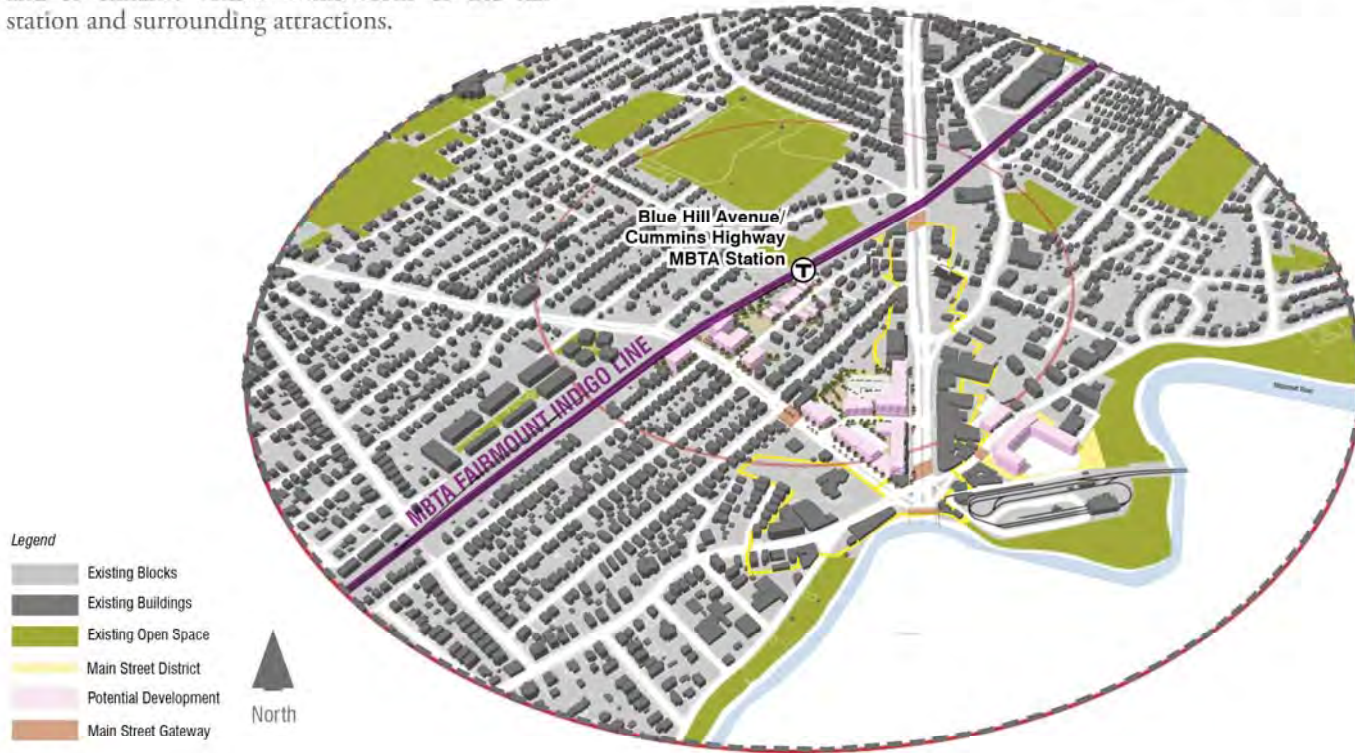 station and surrounding attractions.
Blue Hill Avenue/
Cummins Highway
MBTA Station
T
MBTA FAIRMOUNT INDIGO LINE
Legend
Existing Blocks
Existing Buildings
Existing Open Space
Main Street District
Potential Development
Main Street Gateway
North